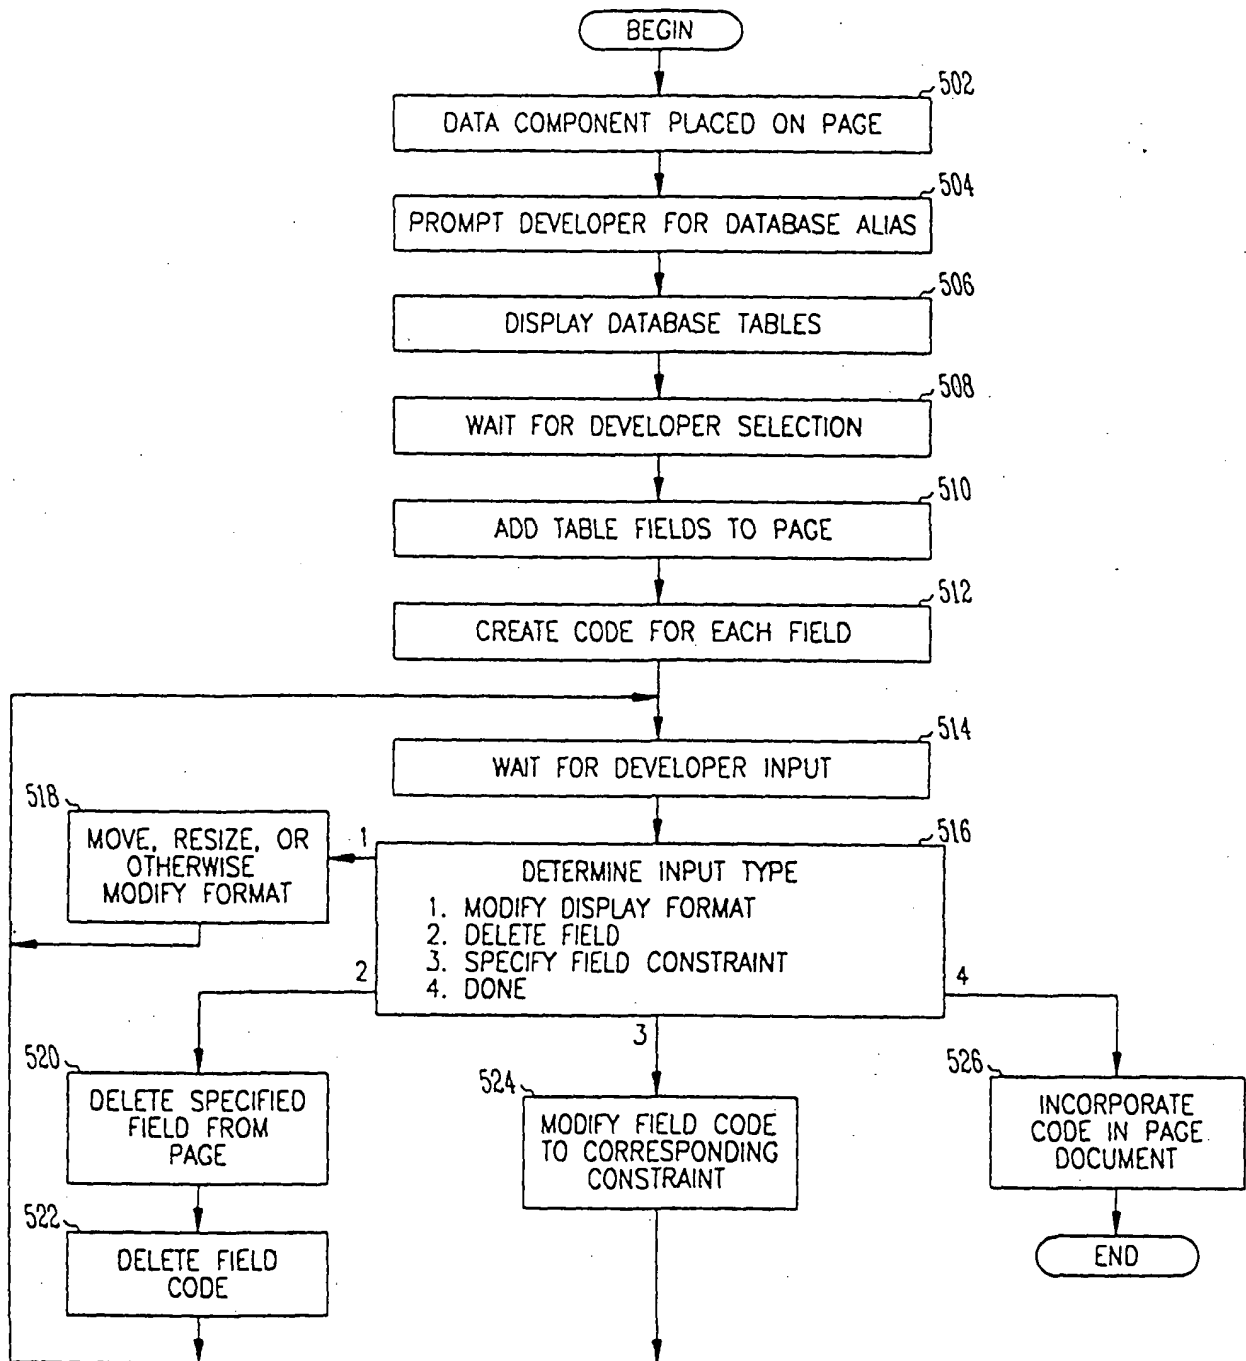 BEGIN
502
DATA COMPONENT PLACED ON PAGE
504
PROMPT DEVELOPER FOR DATABASE ALIAS
506
DISPLAY DATABASE TABLES
508
WAIT FOR DEVELOPER SELECTION
510
ADD TABLE FIELDS TO PAGE
512
CREATE CODE FOR EACH FIELD
514
WAIT FOR DEVELOPER INPUT
516
DETERMINE INPUT TYPE
1. MODIFY DISPLAY FORMAT
2. DELETE FIELD
3. SPECIFY FIELD CONSTRAINT
4. DONE
1
518
MOVE, RESIZE, OR
OTHERWISE
MODIFY FORMAT
2
520
DELETE SPECIFIED
FIELD FROM
PAGE
522
DELETE FIELD
CODE
3
524
MODIFY FIELD CODE
TO CORRESPONDING
CONSTRAINT
4
526
INCORPORATE
CODE IN PAGE
DOCUMENT
END